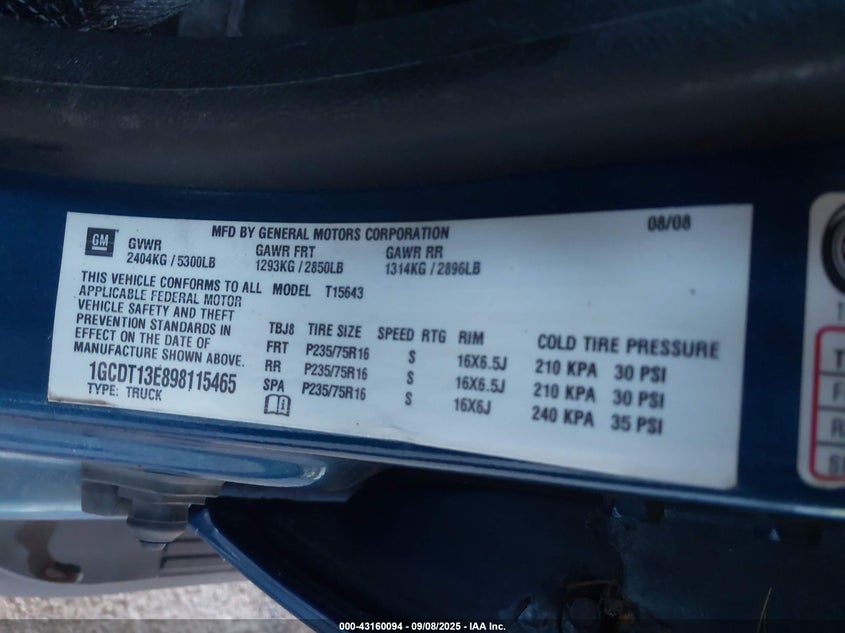 MFD BY GENERAL MOTORS CORPORATION 08/08
GM
GVWR GAWR FRT GAWR RR
2404KG / 5300LB 1293KG / 2850LB 1314KG / 2896LB
THIS VEHICLE CONFORMS TO ALL
APPLICABLE FEDERAL MOTOR
VEHICLE SAFETY AND THEFT
PREVENTION STANDARDS IN
EFFECT ON THE DATE OF
MANUFACTURE SHOWN ABOVE.
1GCDT13E898115465
TYPE: TRUCK
MODEL T15643
TBJ8 TIRE SIZE SPEED RTG RIM COLD TIRE PRESSURE
FRT P235/75R16 S 16X6.5J 210 KPA 30 PSI
RR P235/75R16 S 16X6.5J 210 KPA 30 PSI
SPA P235/75R16 S 16X6J 240 KPA 35 PSI
000-43160094 - 09/08/2025 - IAA Inc.